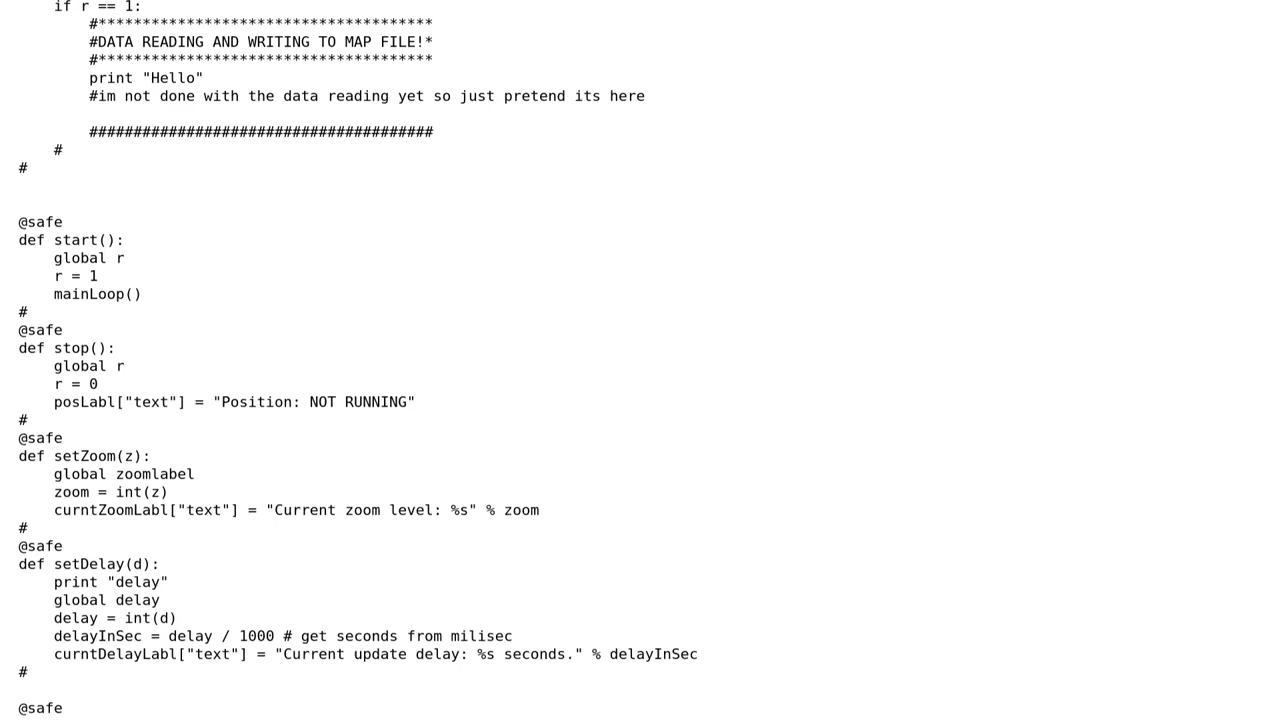 if r == 1:
#**************************************
#DATA READING AND WRITING TO MAP FILE!*
#**************************************
print "Hello"
#im not done with the data reading yet so just pretend its here
#######################################
#
#
@safe
def start():
global r
r = 1
mainLoop()
#
@safe
def stop():
global r
r = 0
posLabl["text"] = "Position: NOT RUNNING"
#
@safe
def setZoom(z):
global zoomlabel
zoom = int(z)
curntZoomLabl["text"] = "Current zoom level: %s" % zoom
#
@safe
def setDelay(d):
print "delay"
global delay
delay = int(d)
delayInSec = delay / 1000 # get seconds from milisec
curntDelayLabl["text"] = "Current update delay: %s seconds." % delayInSec
#
@safe